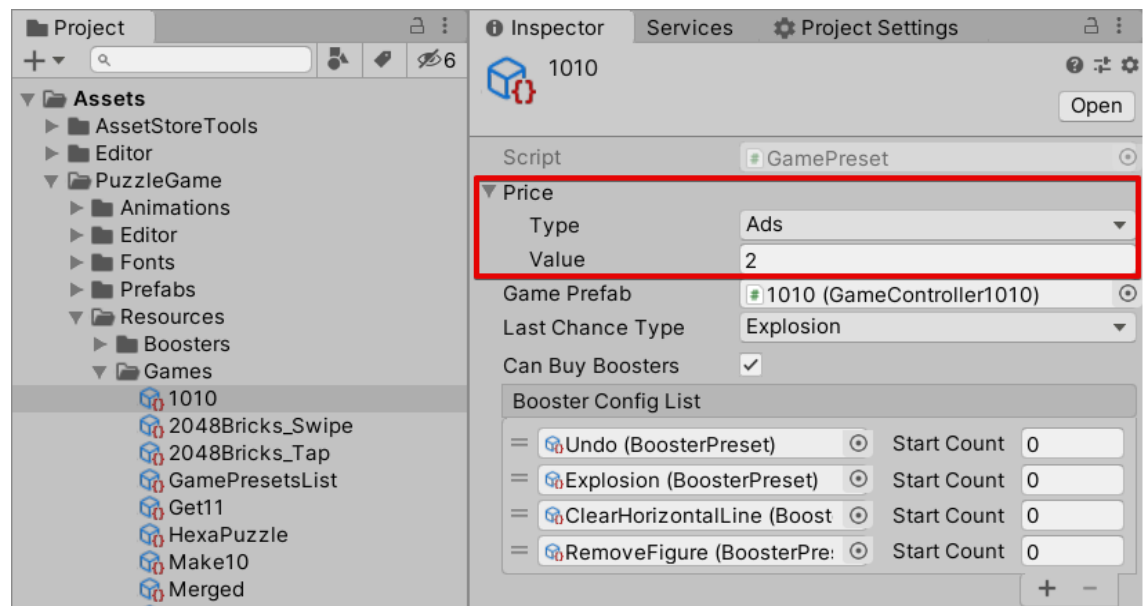 Project
6
Assets
AssetStoreTools
Editor
PuzzleGame
Animations
Editor
Fonts
Prefabs
Resources
Boosters
Games
1010
2048Bricks_Swipe
2048Bricks_Tap
GamePresetsList
Get11
HexaPuzzle
Make10
Merged
Inspector Services Project Settings
1010
Open
Script # GamePreset
Price
Type Ads
Value 2
Game Prefab # 1010 (GameController1010)
Last Chance Type Explosion
Can Buy Boosters
Booster Config List
Undo (BoosterPreset) Start Count 0
Explosion (BoosterPreset) Start Count 0
ClearHorizontalLine (Boost Start Count 0
RemoveFigure (BoosterPre: Start Count 0